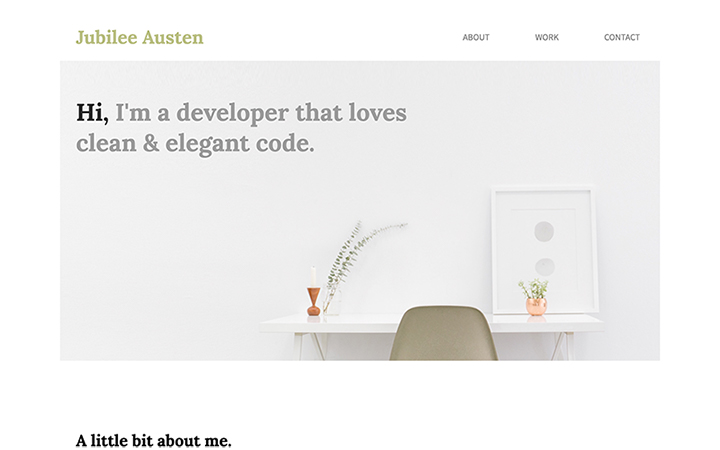 Jubilee Austen
ABOUT WORK CONTACT
Hi, I'm a developer that loves
clean & elegant code.
A little bit about me.